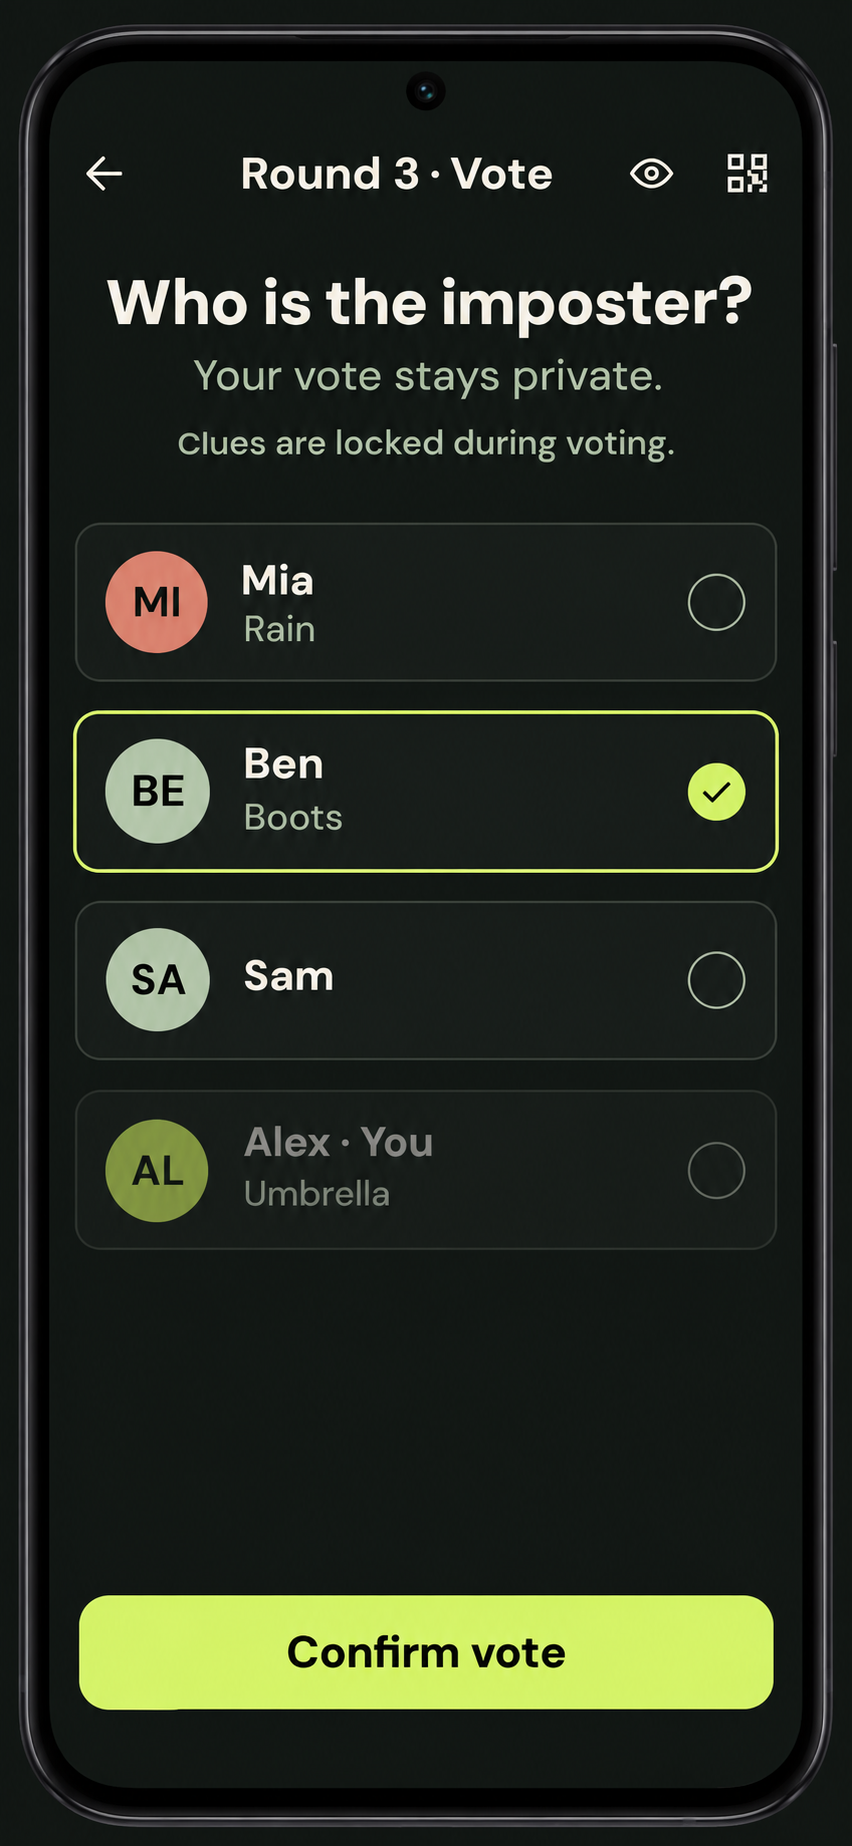 Round 3 · Vote
Who is the imposter?
Your vote stays private.
Clues are locked during voting.
MI
Mia
Rain
BE
Ben
Boots
SA
Sam
AL
Alex · You
Umbrella
Confirm vote